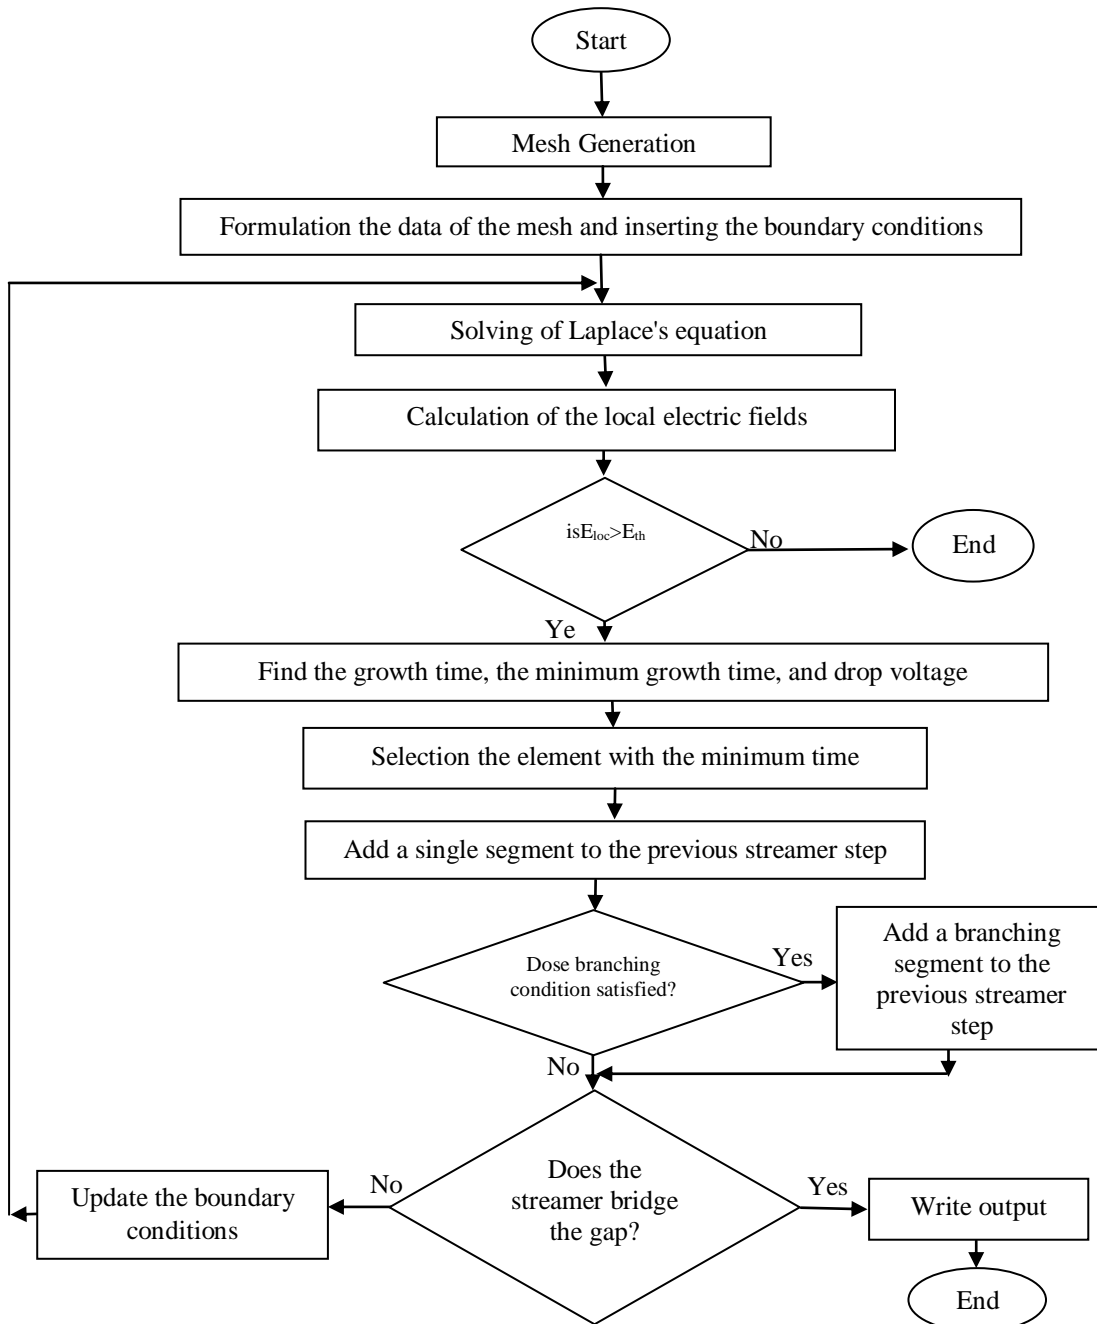 Start
Mesh Generation
Formulation the data of the mesh and inserting the boundary conditions
Solving of Laplace's equation
Calculation of the local electric fields
isEloc>Eth
No
End
Ye
Find the growth time, the minimum growth time, and drop voltage
Selection the element with the minimum time
Add a single segment to the previous streamer step
Dose branching
condition satisfied?
Yes
Add a branching
segment to the
previous streamer
step
No
Does the
streamer bridge
the gap?
No
Update the boundary
conditions
Yes
Write output
End